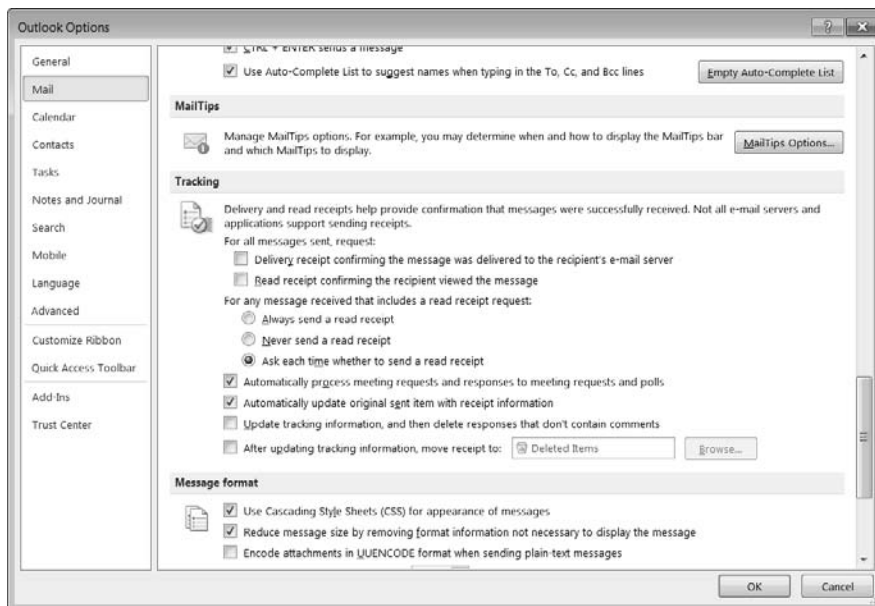 Outlook Options
General
Mail
Calendar
Contacts
Tasks
Notes and Journal
Search
Mobile
Language
Advanced
Customize Ribbon
Quick Access Toolbar
Add-Ins
Trust Center
CTRL + ENTER sends a message
Use Auto-Complete List to suggest names when typing in the To, Cc, and Bcc lines
Empty Auto-Complete List
MailTips
Manage MailTips options. For example, you may determine when and how to display the MailTips bar
and which MailTips to display.
MailTips Options...
Tracking
Delivery and read receipts help provide confirmation that messages were successfully received. Not all e-mail servers and
applications support sending receipts.
For all messages sent, request:
Delivery receipt confirming the message was delivered to the recipient's e-mail server
Read receipt confirming the recipient viewed the message
For any message received that includes a read receipt request:
Always send a read receipt
Never send a read receipt
Ask each time whether to send a read receipt
Automatically process meeting requests and responses to meeting requests and polls
Automatically update original sent item with receipt information
Update tracking information, and then delete responses that don't contain comments
After updating tracking information, move receipt to:
Deleted Items
Browse...
Message format
Use Cascading Style Sheets (CSS) for appearance of messages
Reduce message size by removing format information not necessary to display the message
Encode attachments in UUENCODE format when sending plain-text messages
OK
Cancel